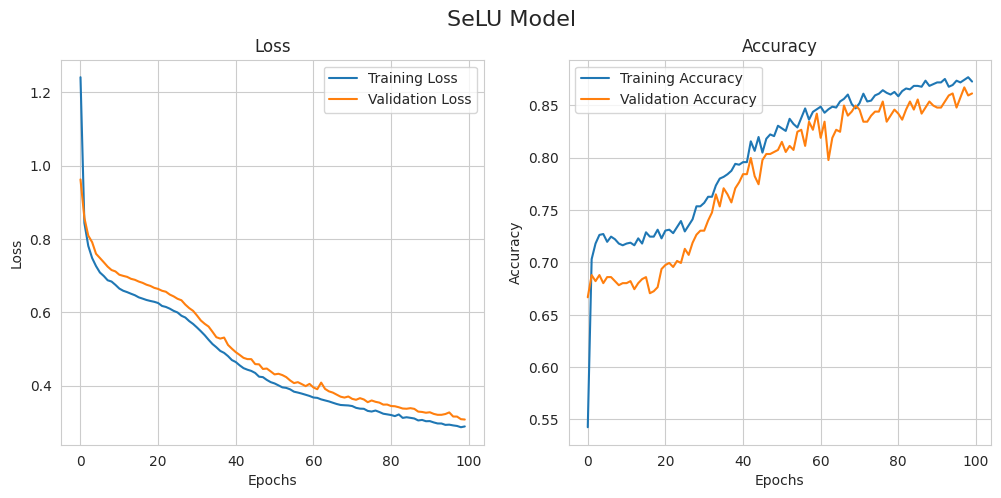 SeLU Model
Loss
Training Loss
Validation Loss
1.2
1.0
0.8
0.6
0.4
Loss
0
20
40
60
80
100
Epochs
Accuracy
Training Accuracy
Validation Accuracy
0.85
0.80
0.75
0.70
0.65
0.60
0.55
Accuracy
0
20
40
60
80
100
Epochs